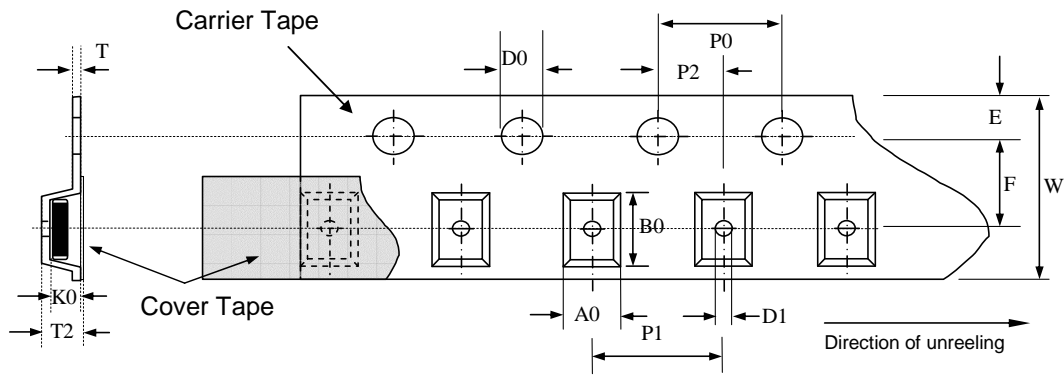 Carrier Tape
T
D0
P0
P2
E
F
W
B0
K0
Cover Tape
T2
A0
P1
D1
Direction of unreeling